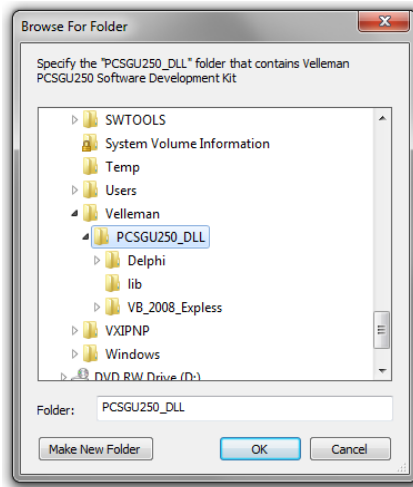 Browse For Folder
Specify the "PCSGU250_DLL" folder that contains Velleman
PCSGU250 Software Development Kit
SWTOOLS
System Volume Information
Temp
Users
Velleman
PCSGU250_DLL
Delphi
lib
VB_2008_Expless
VXIPNP
Windows
DVD RW Drive (D:)
Folder: PCSGU250_DLL
Make New Folder OK Cancel